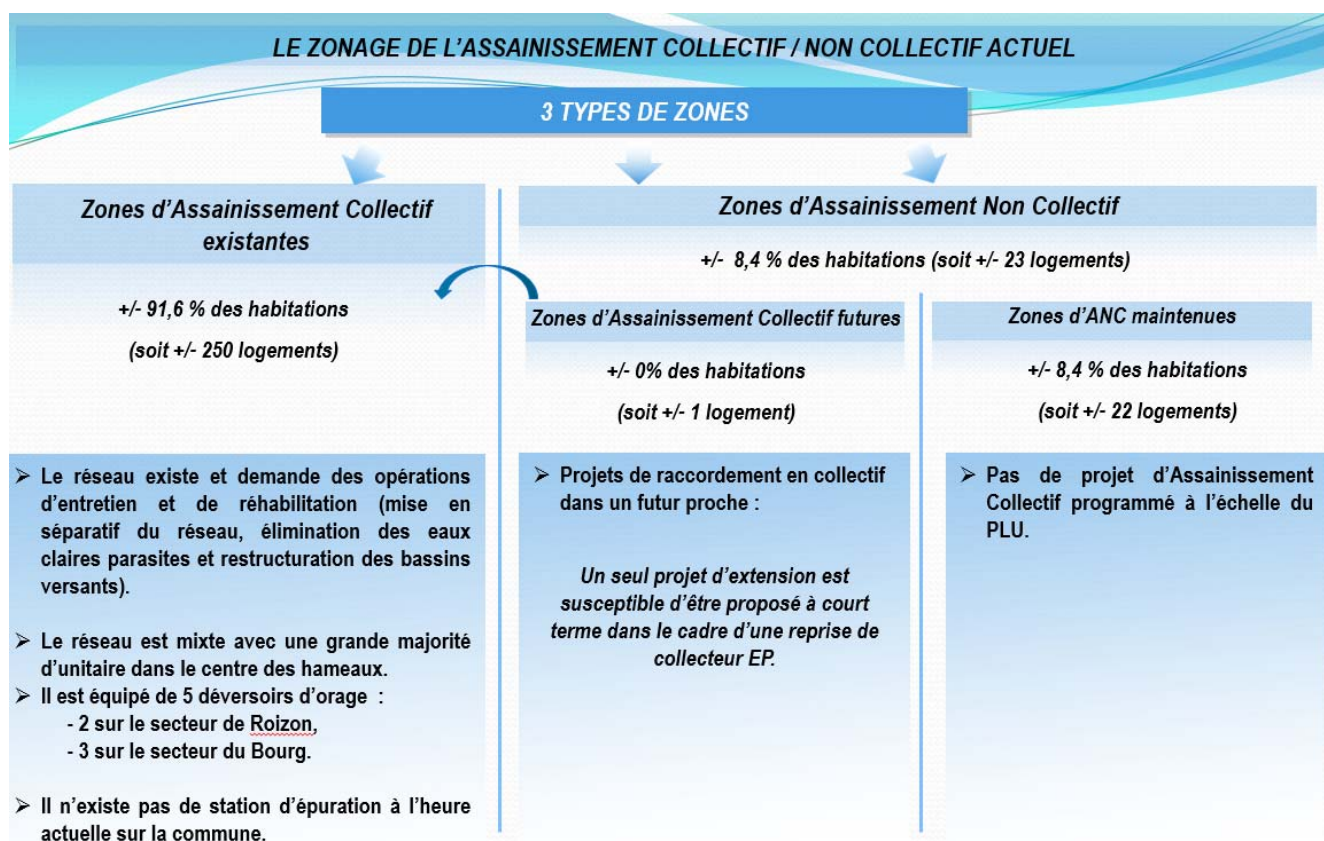 LE ZONAGE DE L'ASSAINISSEMENT COLLECTIF / NON COLLECTIF ACTUEL
3 TYPES DE ZONES
Zones d'Assainissement Collectif
existantes
+/- 91,6 % des habitations
(soit +/- 250 logements)
➢ Le réseau existe et demande des opérations
d'entretien et de réhabilitation (mise en
séparatif du réseau, élimination des eaux
claires parasites et restructuration des bassins
versants).
➢ Le réseau est mixte avec une grande majorité
d'unitaire dans le centre des hameaux.
➢ Il est équipé de 5 déversoirs d'orage :
- 2 sur le secteur de Roizon,
- 3 sur le secteur du Bourg.
➢ Il n'existe pas de station d'épuration à l'heure
actuelle sur la commune.
Zones d'Assainissement Non Collectif
+/- 8,4 % des habitations (soit +/- 23 logements)
Zones d'Assainissement Collectif futures
+/- 0% des habitations
(soit +/- 1 logement)
➢ Projets de raccordement en collectif
dans un futur proche :
Un seul projet d'extension est
susceptible d'être proposé à court
terme dans le cadre d'une reprise de
collecteur EP.
Zones d'ANC maintenues
+/- 8,4 % des habitations
(soit +/- 22 logements)
➢ Pas de projet d'Assainissement
Collectif programmé à l'échelle du
PLU.